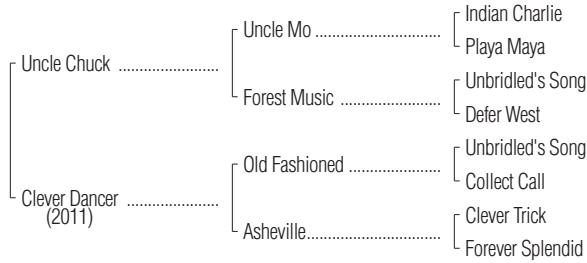 Indian Charlie
Uncle Mo ........................................
Playa Maya
Uncle Chuck ........................
Unbridled's Song
Forest Music ................................
Defer West
Unbridled's Song
Old Fashioned ..............................
Collect Call
Clever Dancer ......................
(2011)
Clever Trick
Asheville..........................................
Forever Splendid